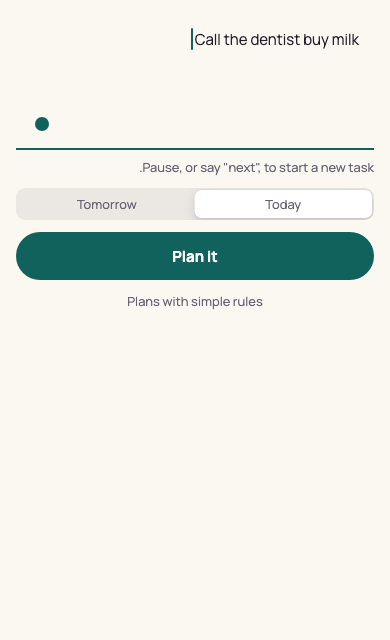 Call the dentist buy milk
.Pause, or say "next", to start a new task
Tomorrow
Today
Plan it
Plans with simple rules